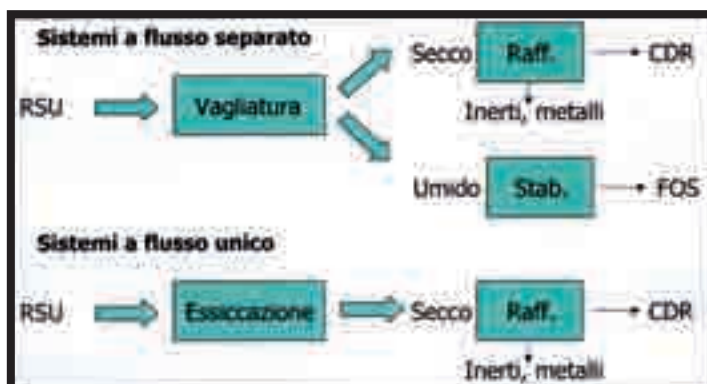 Sistemi a flusso separato
Secco Raff. CDR
RSU Vagliatura
Inerti, metalli
Umido Stab. FOS
Sistemi a flusso unico
RSU Essiccazione Secco Raff. CDR
Inerti, metalli